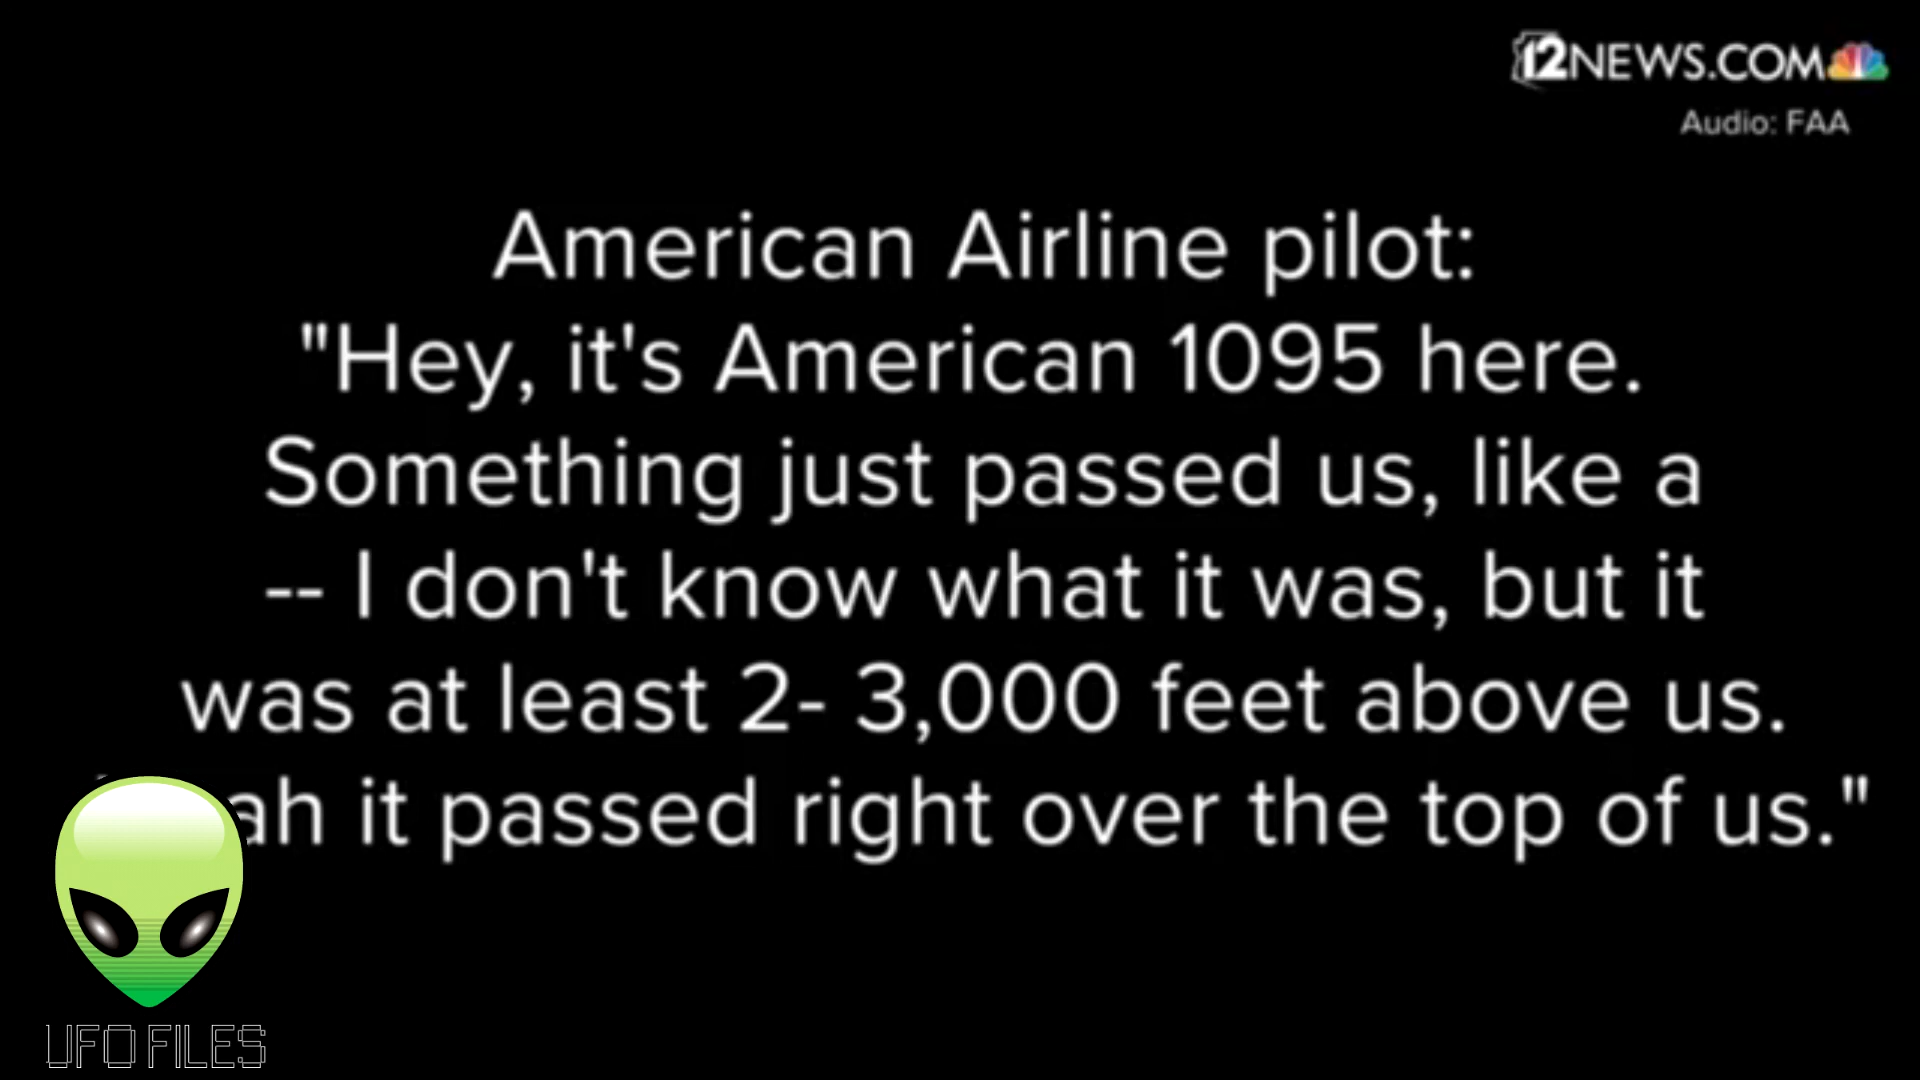 12NEWS.COM
Audio: FAA
American Airline pilot:
"Hey, it's American 1095 here.
Something just passed us, like a
-- I don't know what it was, but it
was at least 2- 3,000 feet above us.
it passed right over the top of us."
UFO FILES